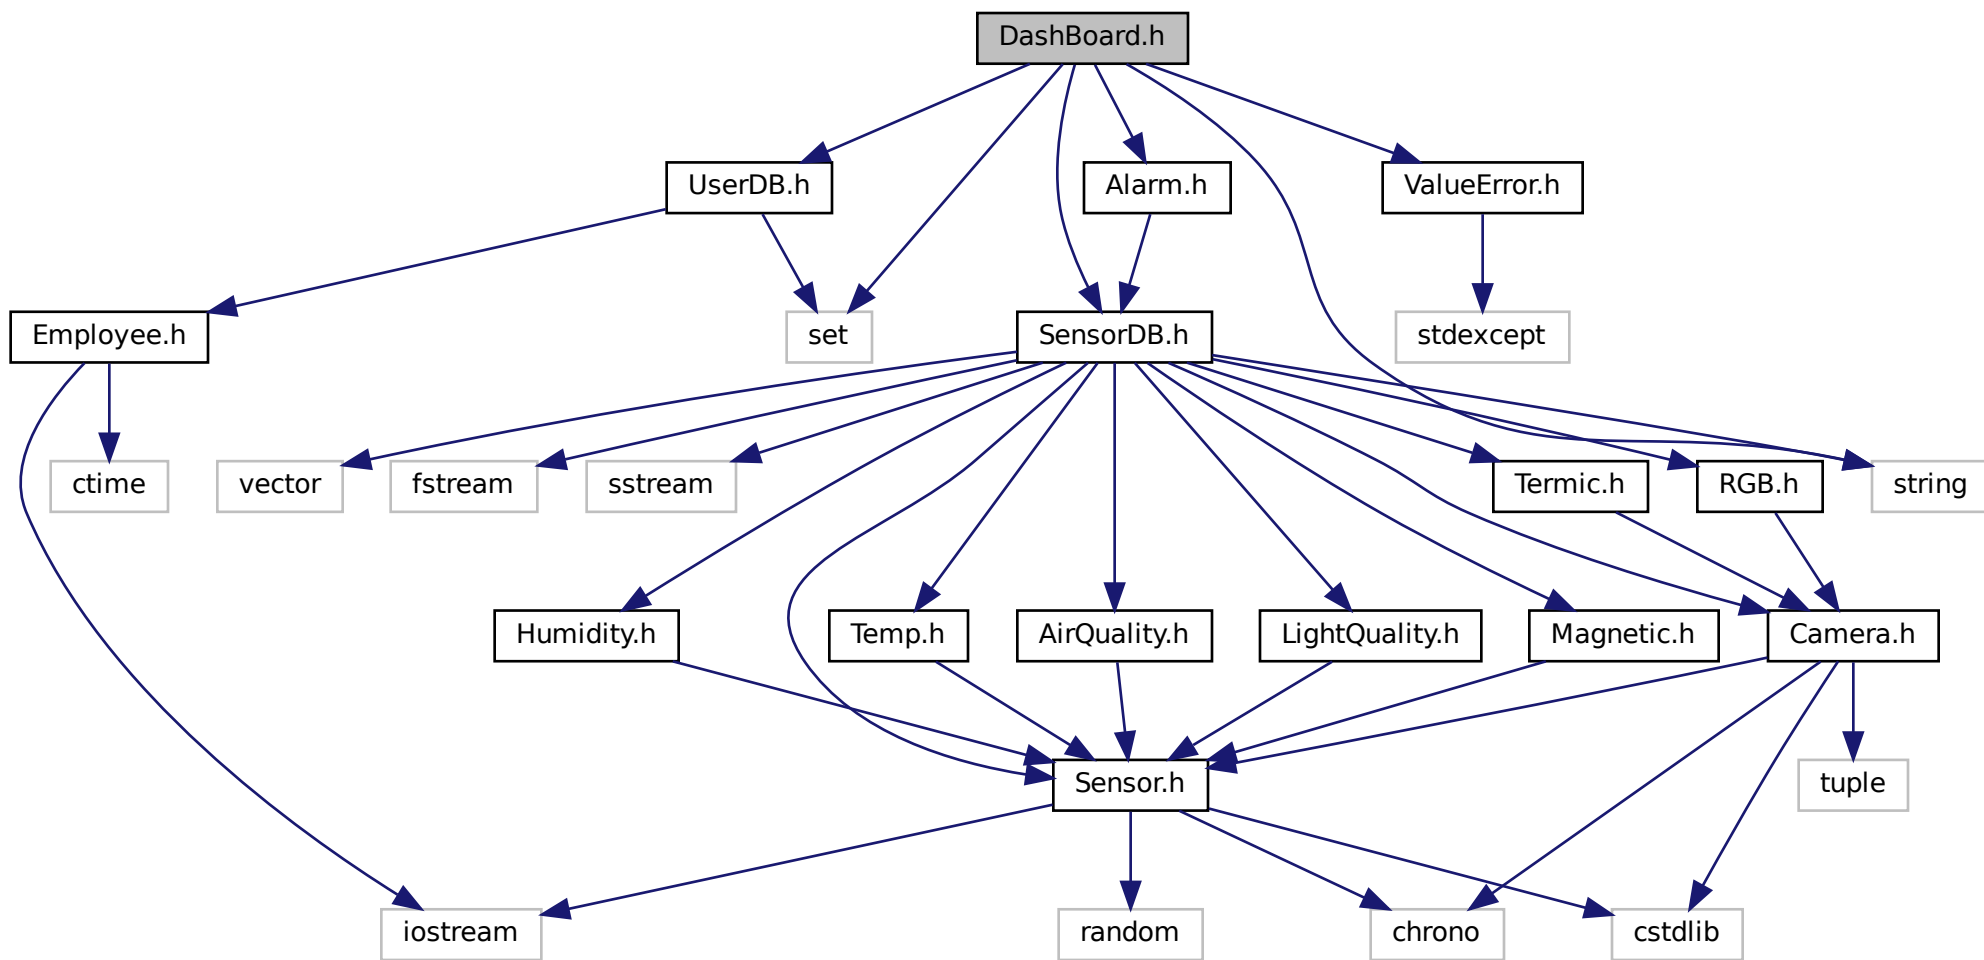 DashBoard.h
UserDB.h
Alarm.h
ValueError.h
Employee.h
set
SensorDB.h
stdexcept
ctime
vector
fstream
sstream
Termic.h
RGB.h
string
Humidity.h
Temp.h
AirQuality.h
LightQuality.h
Magnetic.h
Camera.h
Sensor.h
tuple
iostream
random
chrono
cstdlib